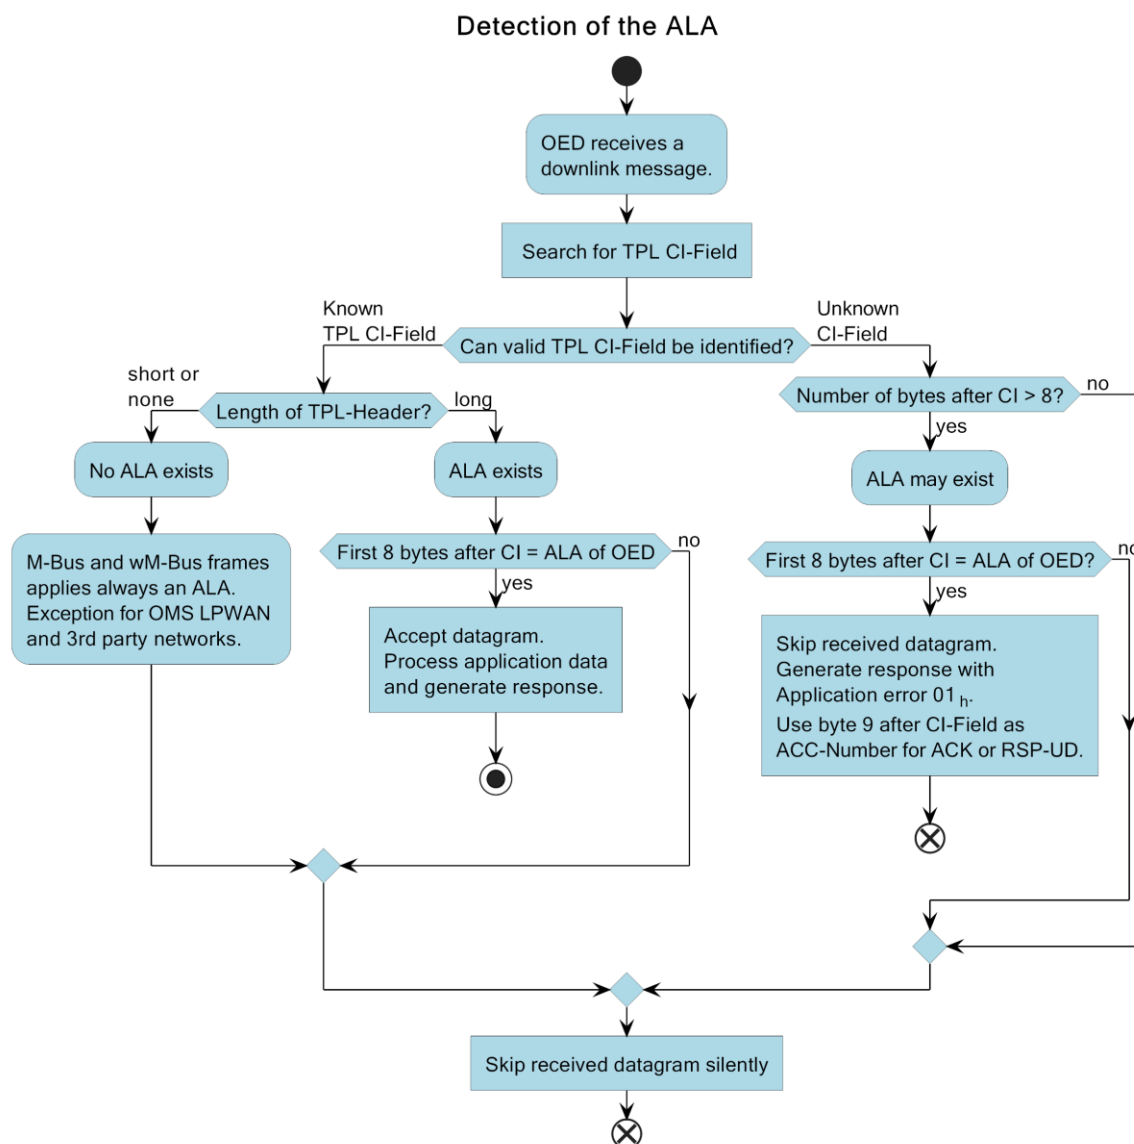 Detection of the ALA
OED receives a
downlink message.
Search for TPL CI-Field
Known
TPL CI-Field
Can valid TPL CI-Field be identified?
Unknown
CI-Field
short or
none
Length of TPL-Header?
long
Number of bytes after CI > 8?
no
yes
No ALA exists
ALA exists
ALA may exist
M-Bus and wM-Bus frames
applies always an ALA.
Exception for OMS LPWAN
and 3rd party networks.
First 8 bytes after CI = ALA of OED
no
yes
Accept datagram.
Process application data
and generate response.
First 8 bytes after CI = ALA of OED?
no
yes
Skip received datagram.
Generate response with
Application error 01 h.
Use byte 9 after CI-Field as
ACC-Number for ACK or RSP-UD.
Skip received datagram silently